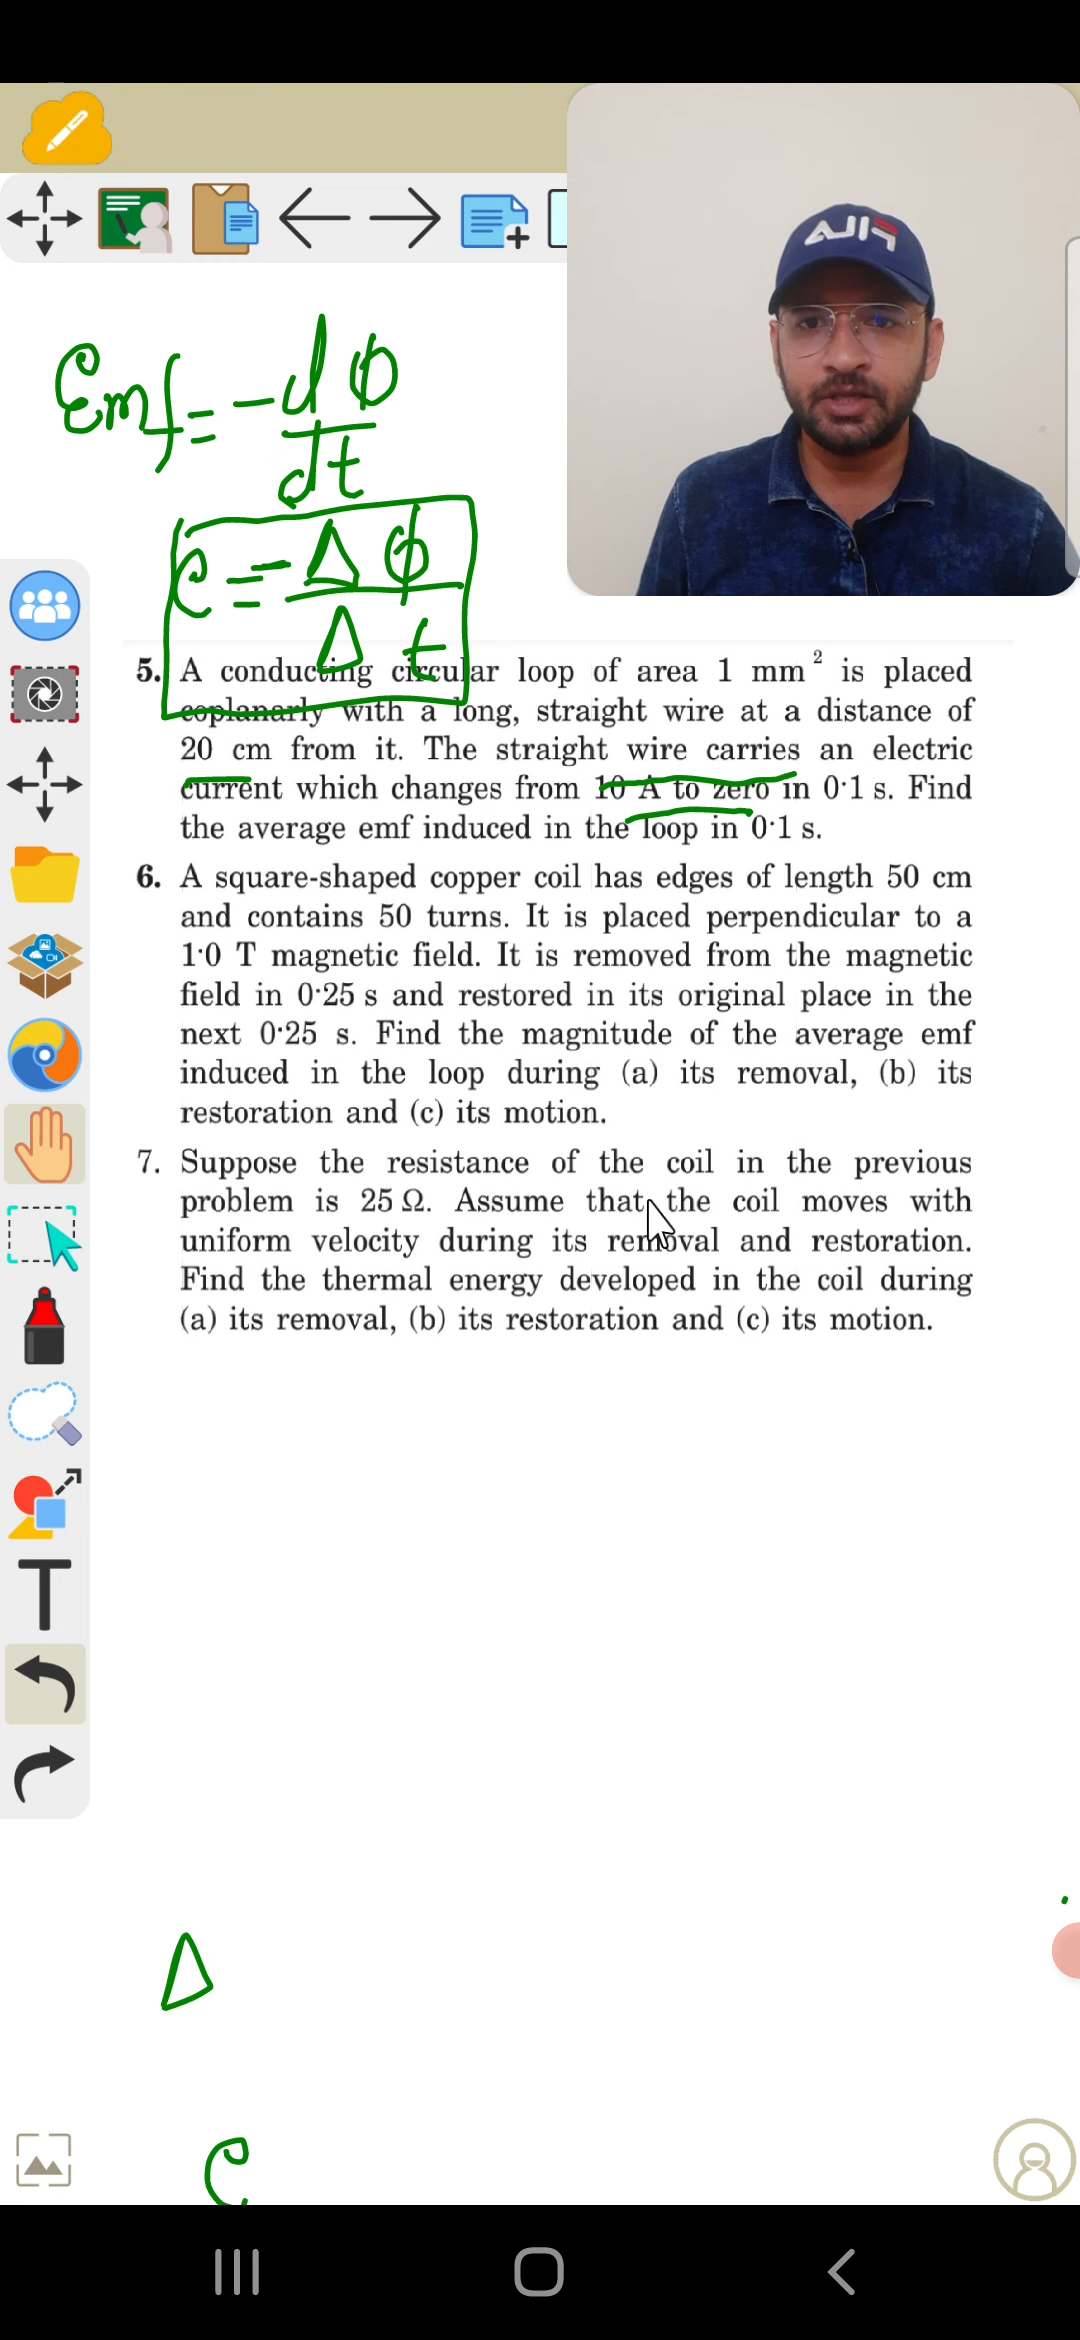 FILA
Emf = - dϕ
dt
e = - Δ ϕ
Δ t
5. A conducting circular loop of area 1 mm² is placed
coplanarly with a long, straight wire at a distance of
20 cm from it. The straight wire carries an electric
current which changes from 10 A to zero in 0·1 s. Find
the average emf induced in the loop in 0·1 s.
6. A square-shaped copper coil has edges of length 50 cm
and contains 50 turns. It is placed perpendicular to a
1·0 T magnetic field. It is removed from the magnetic
field in 0·25 s and restored in its original place in the
next 0·25 s. Find the magnitude of the average emf
induced in the loop during (a) its removal, (b) its
restoration and (c) its motion.
7. Suppose the resistance of the coil in the previous
problem is 25 Ω. Assume that the coil moves with
uniform velocity during its removal and restoration.
Find the thermal energy developed in the coil during
(a) its removal, (b) its restoration and (c) its motion.
T
Δ
e